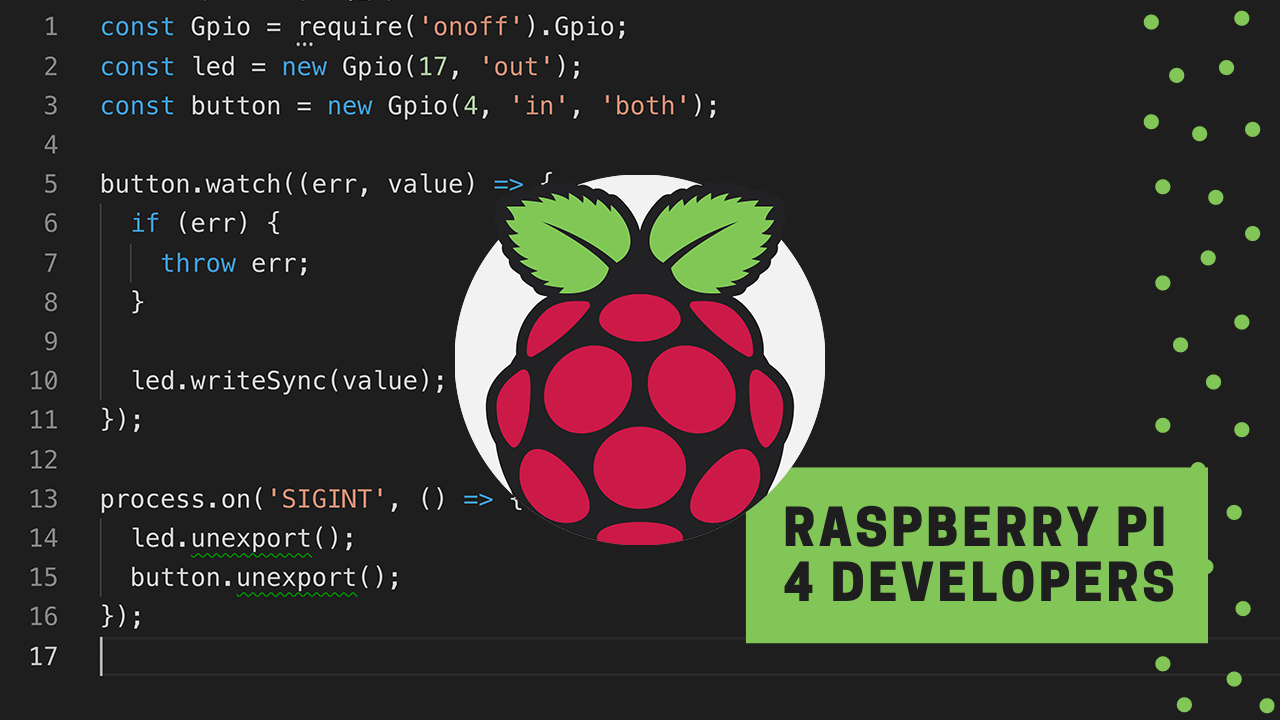 1 const Gpio = require('onoff').Gpio;
2 const led = new Gpio(17, 'out');
3 const button = new Gpio(4, 'in', 'both');
4
5 button.watch((err, value) => {
6 if (err) {
7 throw err;
8 }
9
10 led.writeSync(value);
11 });
12
13 process.on('SIGINT', () => {
14 led.unexport();
15 button.unexport();
16 });
17
RASPBERRY PI
4 DEVELOPERS